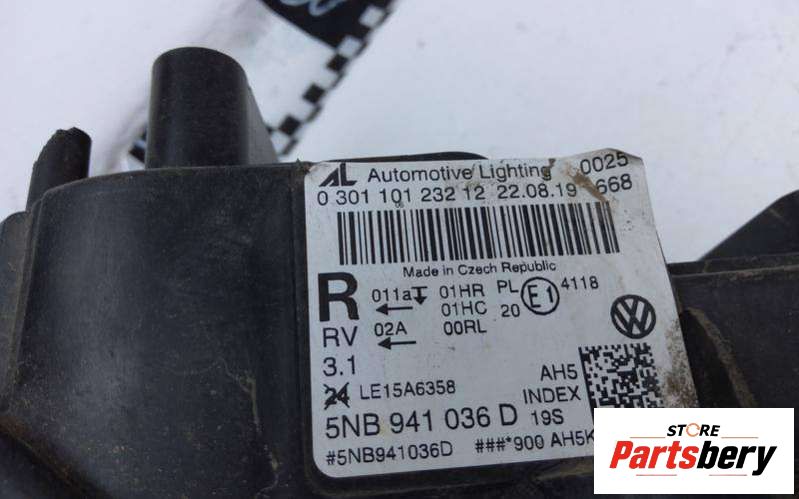 AL Automotive Lighting 0025
0 301 101 232 12 22.08.19 668
Made in Czech Republic
R 011a 01HR PL E1 4118
01HC 20
RV 02A 00RL
3.1
24 LE15A6358 AH5
INDEX
5NB 941 036 D 19S
#5NB941036D ###*900 AH5K
STORE
Partsbery